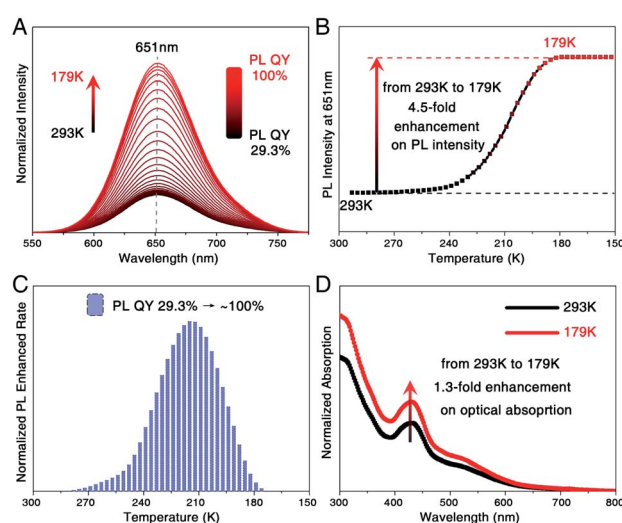 A
651nm
179K
293K
PL QY
100%
PL QY
29.3%
Normalized Intensity
550 600 650 700 750
Wavelength (nm)
B
179K
from 293K to 179K
4.5-fold
enhancement
on PL intensity
293K
PL Intensity at 651nm
300 270 240 210 180 150
Temperature (K)
C
PL QY 29.3% → ~100%
Normalized PL Enhanced Rate
300 270 240 210 180 150
Temperature (K)
D
293K
179K
from 293K to 179K
1.3-fold enhancement
on optical absoprtion
Normalized Absorption
300 400 500 600 700 800
Wavelength (nm)